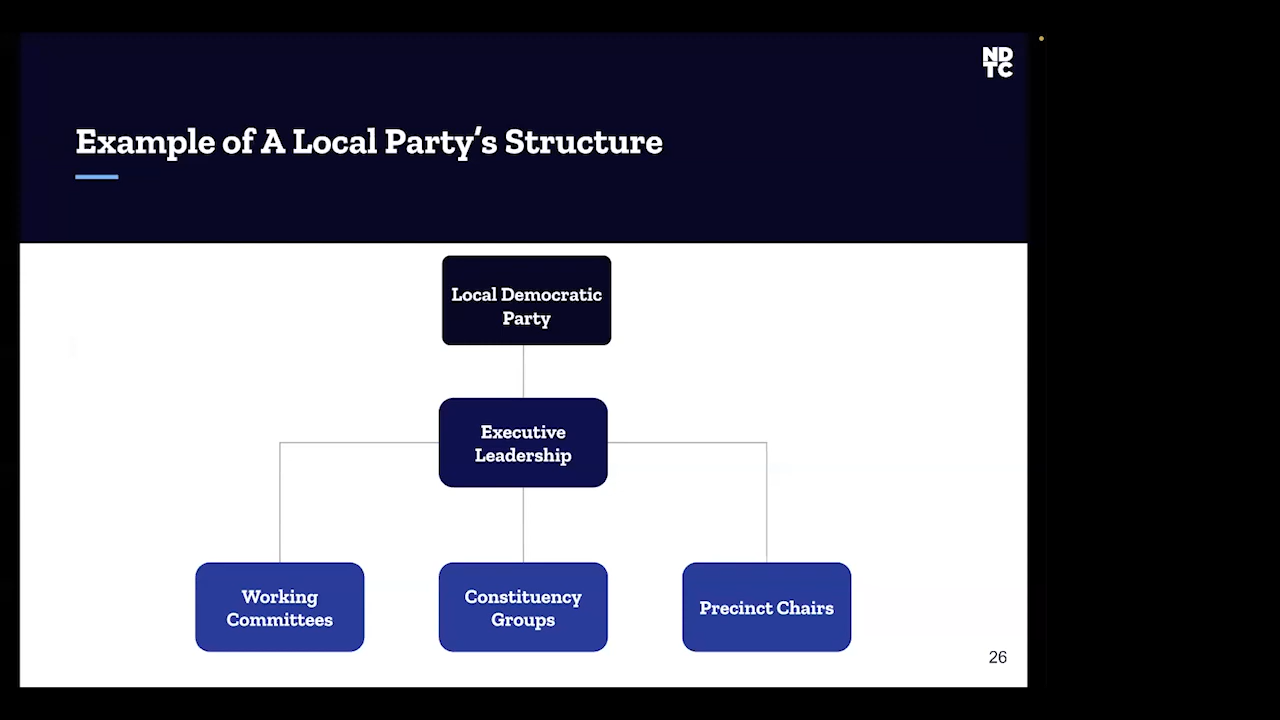 ND
TC
Example of A Local Party’s Structure
Local Democratic
Party
Executive
Leadership
Working
Committees
Constituency
Groups
Precinct Chairs
26